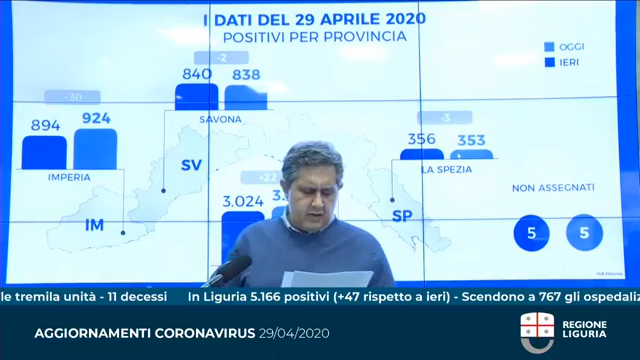 I DATI DEL 29 APRILE 2020
POSITIVI PER PROVINCIA
OGGI
IERI
-2
840 838
SAVONA
+30
894 924
IMPERIA
-3
356 353
LA SPEZIA
SV
IM
SP
+22
3.024
NON ASSEGNATI
5 5
le tremila unità - 11 decessi In Liguria 5.166 positivi (+47 rispetto a ieri) - Scendono a 767 gli ospedaliz
AGGIORNAMENTI CORONAVIRUS 29/04/2020
REGIONE
LIGURIA